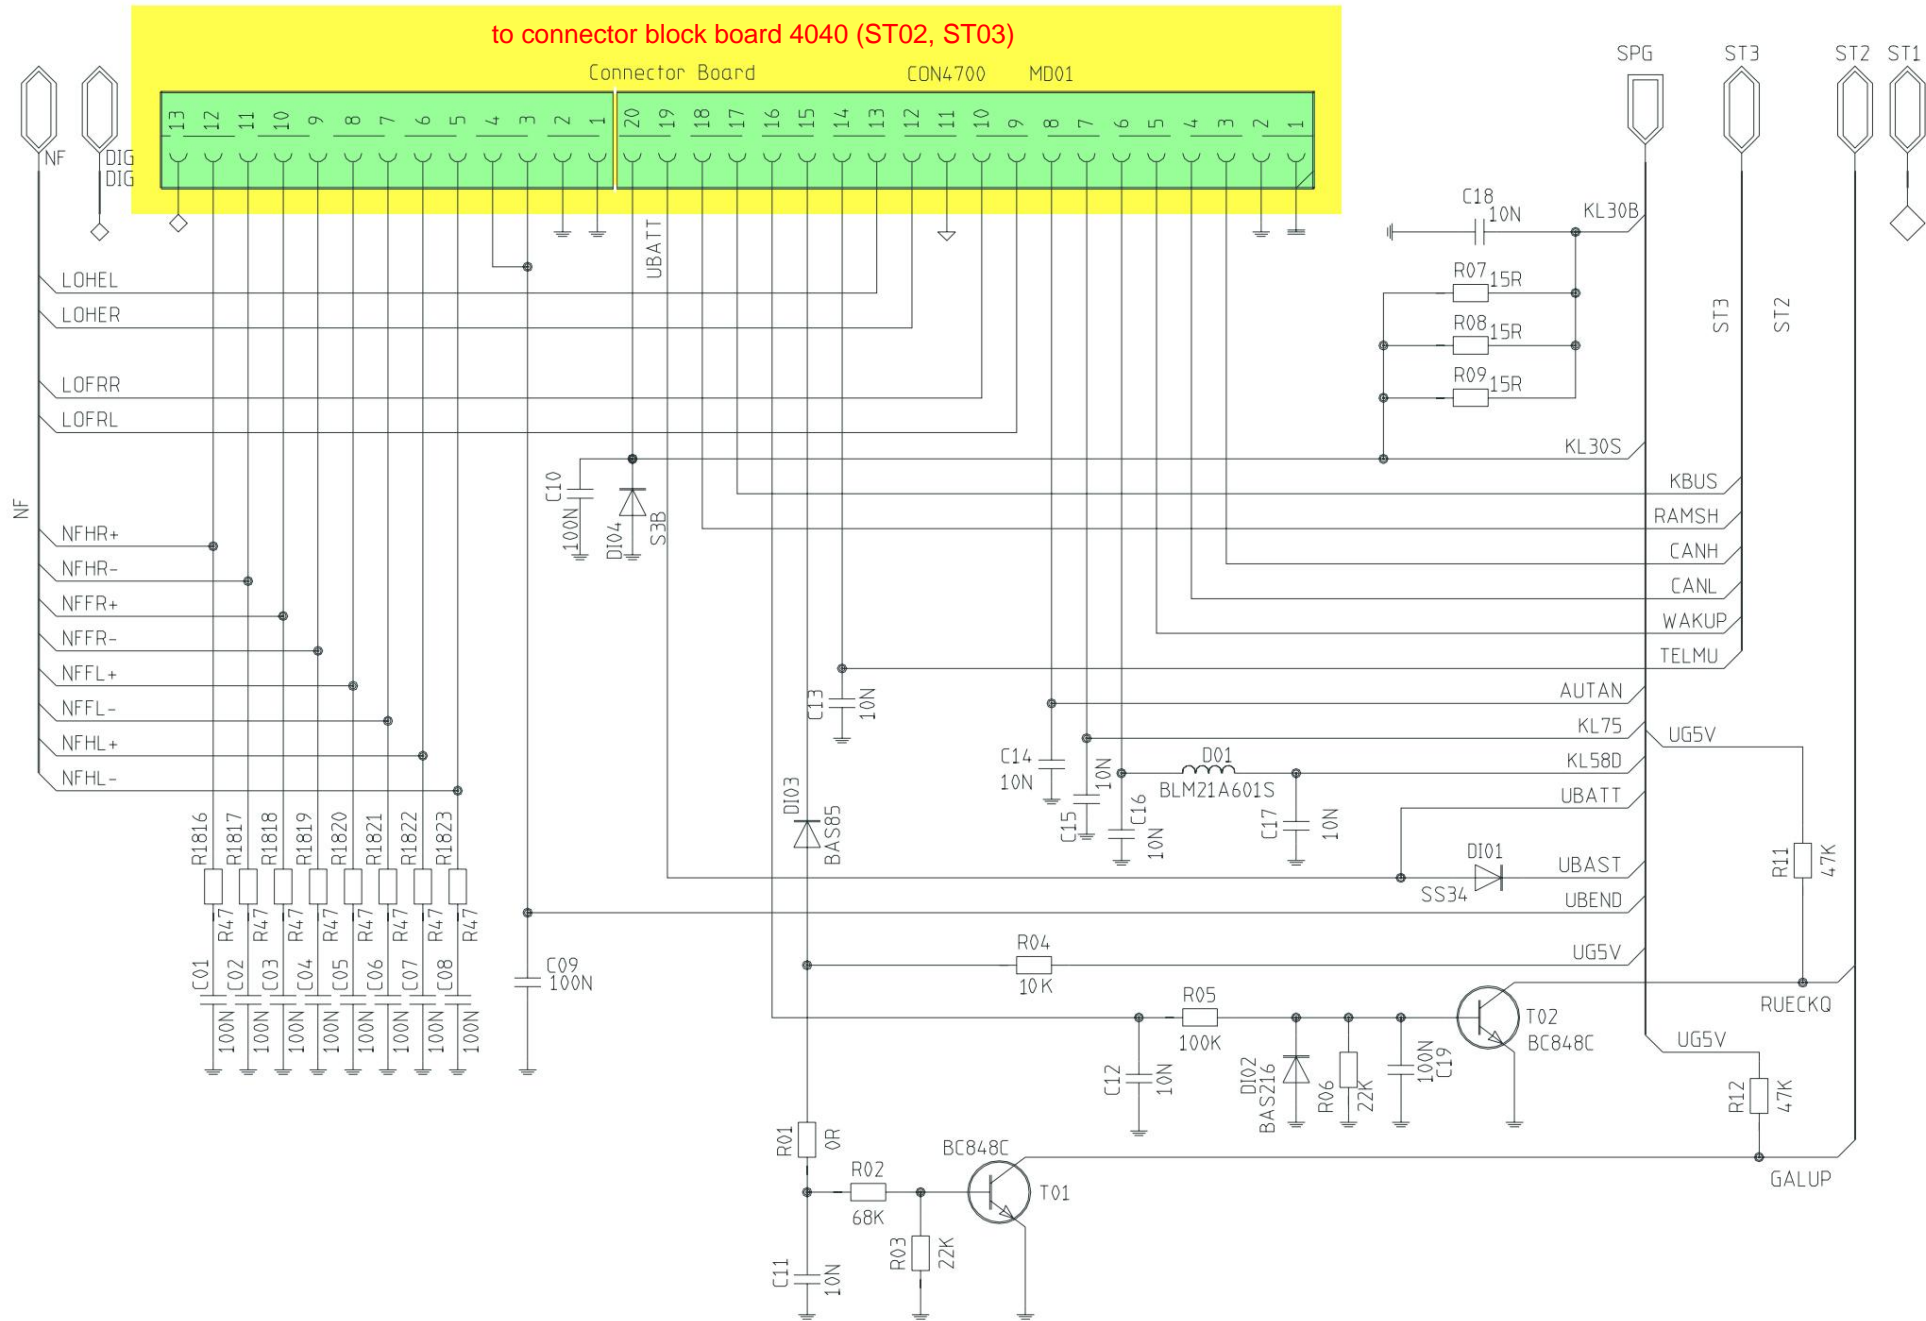 to connector block board 4040 (ST02, ST03)
Connector Board CON4700 MD01
SPG ST3 ST2 ST1
13 12 11 10 9 8 7 6 5 4 3 2 1 20 19 18 17 16 15 14 13 12 11 10 9 8 7 6 5 4 3 2 1
NF DIG
DIG
UBATT
C18
10N
KL30B
LOHEL
R07 15R
LOHER
R08 15R
ST3 ST2
LOFRR
R09 15R
LOFRL
KL30S
C10
100N
DI04
S3B
KBUS
NF
RAMSH
NFHR+
CANH
NFHR-
CANL
NFFR+
WAKUP
NFFR-
TELMU
NFFL+
AUTAN
C13
10N
NFFL-
KL75
UG5V
NFHL+
C14
10N
C15
10N
D01
BLM21A601S
KL58D
NFHL-
UBATT
DI03
BAS85
C16
10N
C17
10N
R1816 R1817 R1818 R1819 R1820 R1821 R1822 R1823
DI01
SS34
UBAST
R11
47K
UBEND
R47 R47 R47 R47 R47 R47 R47 R47
R04
10K
UG5V
C01 C02 C03 C04 C05 C06 C07 C08
C09
100N
100N 100N 100N 100N 100N 100N 100N 100N
R05
100K
T02
BC848C
RUECKQ
C12
10N
DI02
BAS216
R06
22K
100N
C19
UG5V
R12
47K
R01
0R
BC848C
T01
R02
68K
GALUP
R03
22K
C11
10N